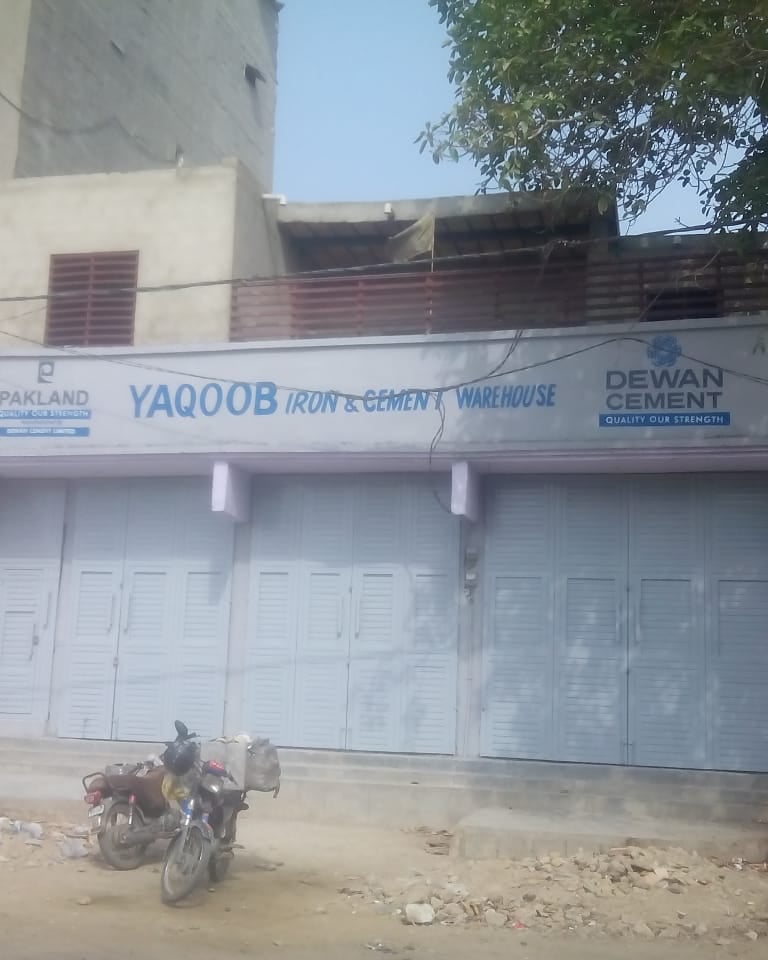 PAKLAND
QUALITY OUR STRENGTH
DEWAN CEMENT LIMITED
YAQOOB IRON & CEMENT WAREHOUSE
DEWAN
CEMENT
QUALITY OUR STRENGTH